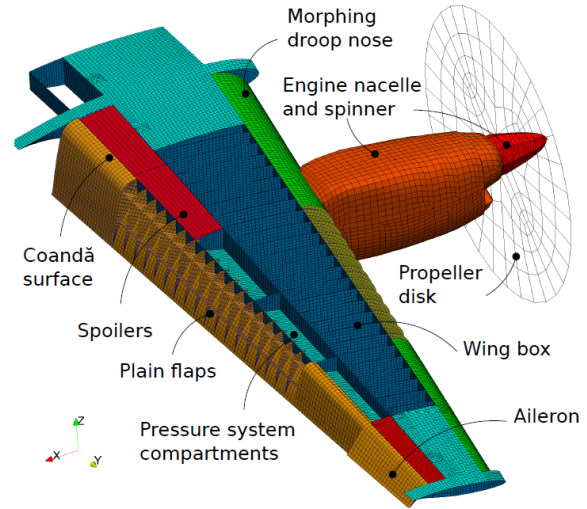 Morphing
droop nose
Engine nacelle
and spinner
Coandă
surface
Propeller
disk
Spoilers
Plain flaps
Wing box
Pressure system
compartments
Aileron
Z
X
Y